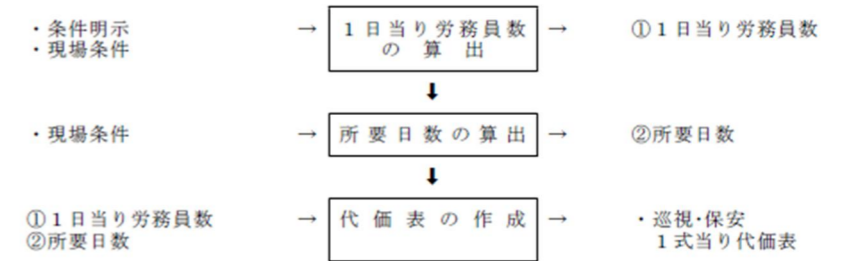 ・条件明示 → １日当り労務員数 → ①１日当り労務員数
・現場条件 の算出
⬇
・現場条件 → 所要日数の算出 → ②所要日数
⬇
①１日当り労務員数 → 代価表の作成 → ・巡視･保安
②所要日数 １式当り代価表